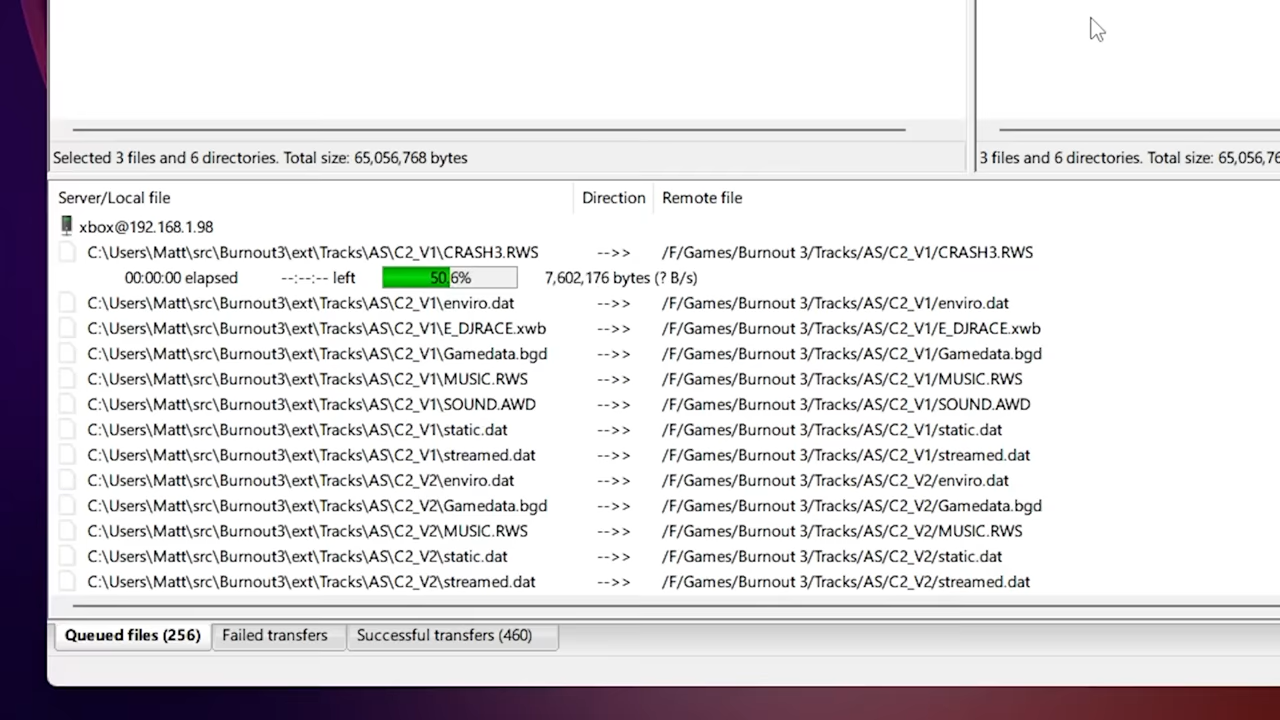 Selected 3 files and 6 directories. Total size: 65,056,768 bytes
3 files and 6 directories. Total size: 65,056,76
Server/Local file Direction Remote file
xbox@192.168.1.98
C:\Users\Matt\src\Burnout3\ext\Tracks\AS\C2_V1\CRASH3.RWS -->> /F/Games/Burnout 3/Tracks/AS/C2_V1/CRASH3.RWS
00:00:00 elapsed --:--:-- left 50.6% 7,602,176 bytes (? B/s)
C:\Users\Matt\src\Burnout3\ext\Tracks\AS\C2_V1\enviro.dat -->> /F/Games/Burnout 3/Tracks/AS/C2_V1/enviro.dat
C:\Users\Matt\src\Burnout3\ext\Tracks\AS\C2_V1\E_DJRACE.xwb -->> /F/Games/Burnout 3/Tracks/AS/C2_V1/E_DJRACE.xwb
C:\Users\Matt\src\Burnout3\ext\Tracks\AS\C2_V1\Gamedata.bgd -->> /F/Games/Burnout 3/Tracks/AS/C2_V1/Gamedata.bgd
C:\Users\Matt\src\Burnout3\ext\Tracks\AS\C2_V1\MUSIC.RWS -->> /F/Games/Burnout 3/Tracks/AS/C2_V1/MUSIC.RWS
C:\Users\Matt\src\Burnout3\ext\Tracks\AS\C2_V1\SOUND.AWD -->> /F/Games/Burnout 3/Tracks/AS/C2_V1/SOUND.AWD
C:\Users\Matt\src\Burnout3\ext\Tracks\AS\C2_V1\static.dat -->> /F/Games/Burnout 3/Tracks/AS/C2_V1/static.dat
C:\Users\Matt\src\Burnout3\ext\Tracks\AS\C2_V1\streamed.dat -->> /F/Games/Burnout 3/Tracks/AS/C2_V1/streamed.dat
C:\Users\Matt\src\Burnout3\ext\Tracks\AS\C2_V2\enviro.dat -->> /F/Games/Burnout 3/Tracks/AS/C2_V2/enviro.dat
C:\Users\Matt\src\Burnout3\ext\Tracks\AS\C2_V2\Gamedata.bgd -->> /F/Games/Burnout 3/Tracks/AS/C2_V2/Gamedata.bgd
C:\Users\Matt\src\Burnout3\ext\Tracks\AS\C2_V2\MUSIC.RWS -->> /F/Games/Burnout 3/Tracks/AS/C2_V2/MUSIC.RWS
C:\Users\Matt\src\Burnout3\ext\Tracks\AS\C2_V2\static.dat -->> /F/Games/Burnout 3/Tracks/AS/C2_V2/static.dat
C:\Users\Matt\src\Burnout3\ext\Tracks\AS\C2_V2\streamed.dat -->> /F/Games/Burnout 3/Tracks/AS/C2_V2/streamed.dat
Queued files (256) Failed transfers Successful transfers (460)